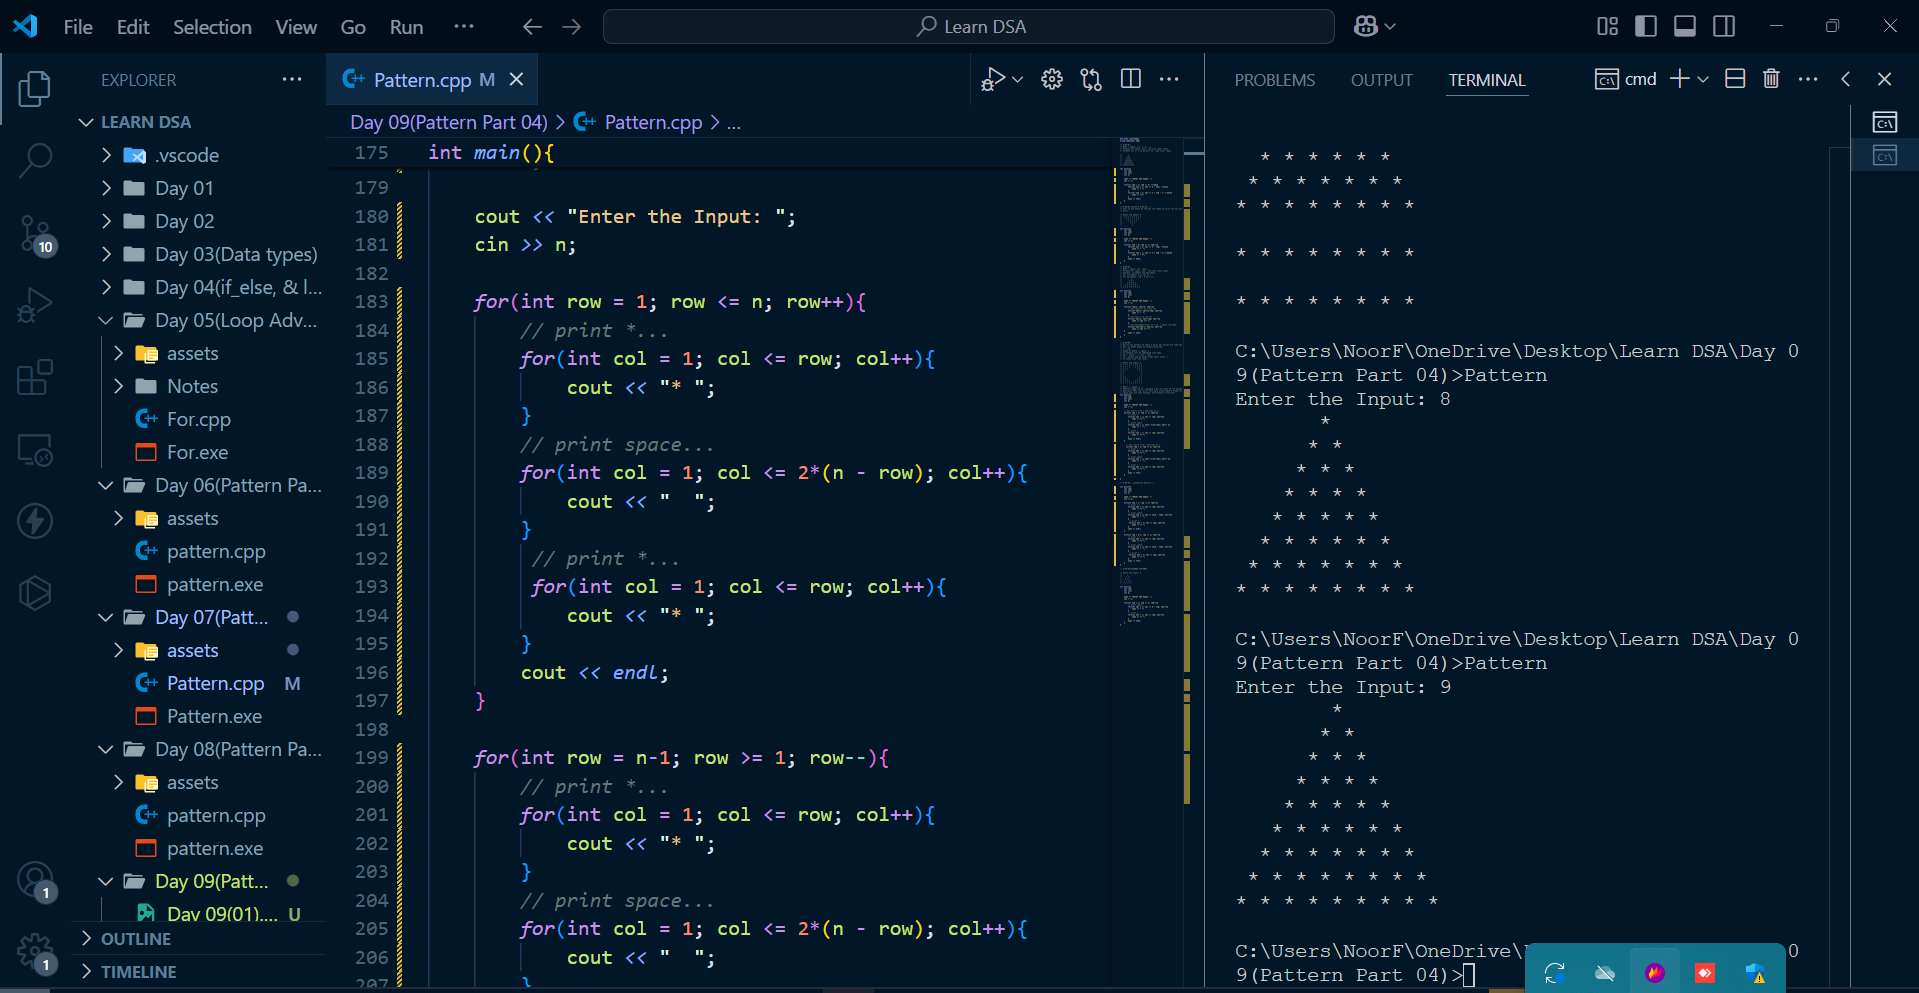 File Edit Selection View Go Run ··· Learn DSA
EXPLORER ···
LEARN DSA
.vscode
Day 01
Day 02
Day 03(Data types)
Day 04(if_else, & l...
Day 05(Loop Adv...
assets
Notes
For.cpp
For.exe
Day 06(Pattern Pa...
assets
pattern.cpp
pattern.exe
Day 07(Patt...
assets
Pattern.cpp M
Pattern.exe
Day 08(Pattern Pa...
assets
pattern.cpp
pattern.exe
Day 09(Patt...
Day 09(01).... U
OUTLINE
TIMELINE
10
1
1
Pattern.cpp M
Day 09(Pattern Part 04) > Pattern.cpp > ...
175 int main(){
179
180 cout << "Enter the Input: ";
181 cin >> n;
182
183 for(int row = 1; row <= n; row++){
184 // print *...
185 for(int col = 1; col <= row; col++){
186 cout << "* ";
187 }
188 // print space...
189 for(int col = 1; col <= 2*(n - row); col++){
190 cout << "  ";
191 }
192 // print *...
193 for(int col = 1; col <= row; col++){
194 cout << "* ";
195 }
196 cout << endl;
197 }
198
199 for(int row = n-1; row >= 1; row--){
200 // print *...
201 for(int col = 1; col <= row; col++){
202 cout << "* ";
203 }
204 // print space...
205 for(int col = 1; col <= 2*(n - row); col++){
206 cout << "  ";
207 }
PROBLEMS OUTPUT TERMINAL cmd
* * * * * *
* * * * * * *
* * * * * * * *
* * * * * * * *
* * * * * * * *
C:\Users\NoorF\OneDrive\Desktop\Learn DSA\Day 0
9(Pattern Part 04)>Pattern
Enter the Input: 8
*
* *
* * *
* * * *
* * * * *
* * * * * *
* * * * * * *
* * * * * * * *
C:\Users\NoorF\OneDrive\Desktop\Learn DSA\Day 0
9(Pattern Part 04)>Pattern
Enter the Input: 9
*
* *
* * *
* * * *
* * * * *
* * * * * *
* * * * * * *
* * * * * * * *
* * * * * * * * *
C:\Users\NoorF\OneDrive\ 0
9(Pattern Part 04)>